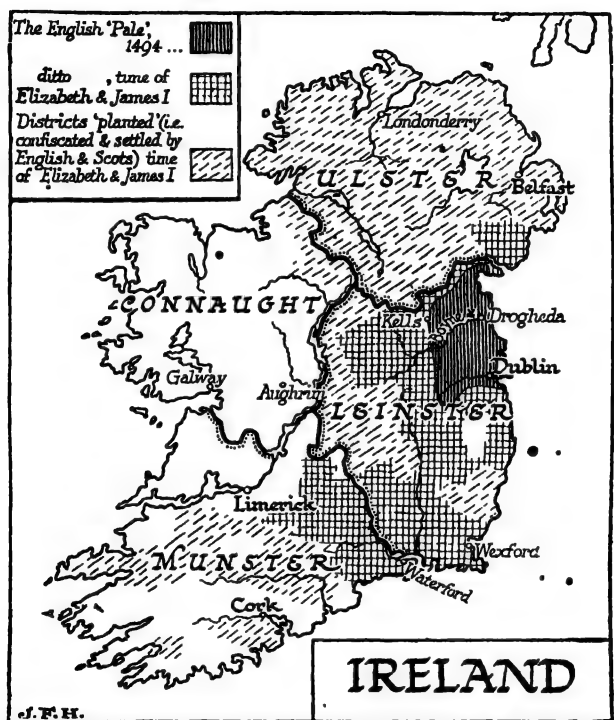 The English 'Pale',
1494 ...
ditto , time of
Elizabeth & James I
Districts 'planted' (i.e.
confiscated & settled by
English & Scots) time
of Elizabeth & James I
Londonderry
ULSTER
Belfast
CONNAUGHT
Kells
Drogheda
Galway
Aughrim
Dublin
LEINSTER
Limerick
MUNSTER
Wexford
Waterford
Cork
IRELAND
J.F.H.